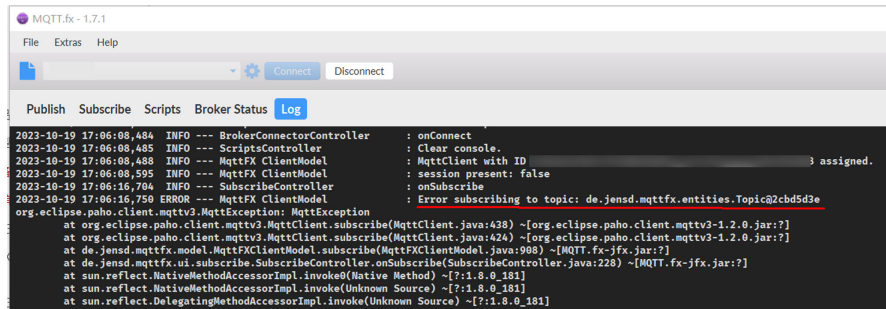 MQTT.fx - 1.7.1
File Extras Help
Connect Disconnect
Publish Subscribe Scripts Broker Status Log
2023-10-19 17:06:08,484 INFO --- BrokerConnectorController : onConnect
2023-10-19 17:06:08,485 INFO --- ScriptsController : Clear console.
2023-10-19 17:06:08,488 INFO --- MqttFX ClientModel : MqttClient with ID 3 assigned.
2023-10-19 17:06:08,595 INFO --- MqttFX ClientModel : session present: false
2023-10-19 17:06:16,704 INFO --- SubscribeController : onSubscribe
2023-10-19 17:06:16,750 ERROR --- MqttFX ClientModel : Error subscribing to topic: de.jensd.mqttfx.entities.Topic@2cbd5d3e
org.eclipse.paho.client.mqttv3.MqttException: MqttException
at org.eclipse.paho.client.mqttv3.MqttClient.subscribe(MqttClient.java:438) ~[org.eclipse.paho.client.mqttv3-1.2.0.jar:?]
at org.eclipse.paho.client.mqttv3.MqttClient.subscribe(MqttClient.java:424) ~[org.eclipse.paho.client.mqttv3-1.2.0.jar:?]
at de.jensd.mqttfx.model.MqttFXClientModel.subscribe(MqttFXClientModel.java:908) ~[MQTT.fx-jfx.jar:?]
at de.jensd.mqttfx.ui.subscribe.SubscribeController.onSubscribe(SubscribeController.java:228) ~[MQTT.fx-jfx.jar:?]
at sun.reflect.NativeMethodAccessorImpl.invoke0(Native Method) ~[?:1.8.0_181]
at sun.reflect.NativeMethodAccessorImpl.invoke(Unknown Source) ~[?:1.8.0_181]
at sun.reflect.DelegatingMethodAccessorImpl.invoke(Unknown Source) ~[?:1.8.0_181]